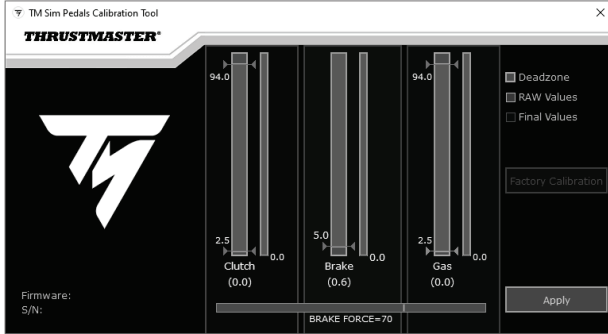 TM Sim Pedals Calibration Tool
THRUSTMASTER®
94.0
94.0
Deadzone
RAW Values
Final Values
Factory Calibration
2.5
5.0
2.5
0.0
0.0
0.0
Clutch
Brake
Gas
(0.0)
(0.6)
(0.0)
Firmware:
S/N:
BRAKE FORCE=70
Apply